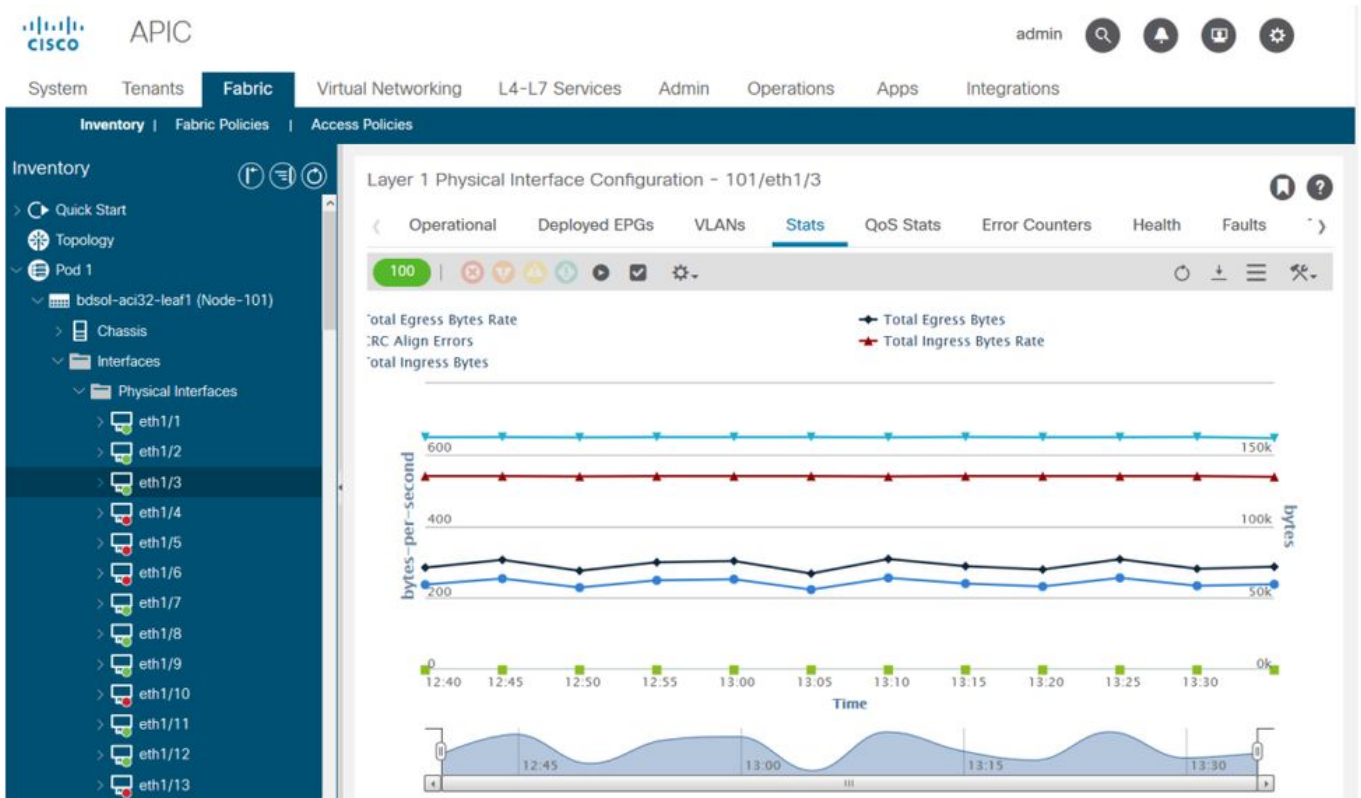 CISCO
APIC
admin
System Tenants Fabric Virtual Networking L4-L7 Services Admin Operations Apps Integrations
Inventory | Fabric Policies | Access Policies
Inventory
Quick Start
Topology
Pod 1
bdsol-aci32-leaf1 (Node-101)
Chassis
Interfaces
Physical Interfaces
eth1/1
eth1/2
eth1/3
eth1/4
eth1/5
eth1/6
eth1/7
eth1/8
eth1/9
eth1/10
eth1/11
eth1/12
eth1/13
Layer 1 Physical Interface Configuration - 101/eth1/3
Operational Deployed EPGs VLANs Stats QoS Stats Error Counters Health Faults
100
otal Egress Bytes Rate
Total Egress Bytes
RC Align Errors
Total Ingress Bytes Rate
otal Ingress Bytes
600 150k
400 100k
200 50k
0 0k
bytes-per-second
bytes
12:40 12:45 12:50 12:55 13:00 13:05 13:10 13:15 13:20 13:25 13:30
Time
12:45 13:00 13:15 13:30